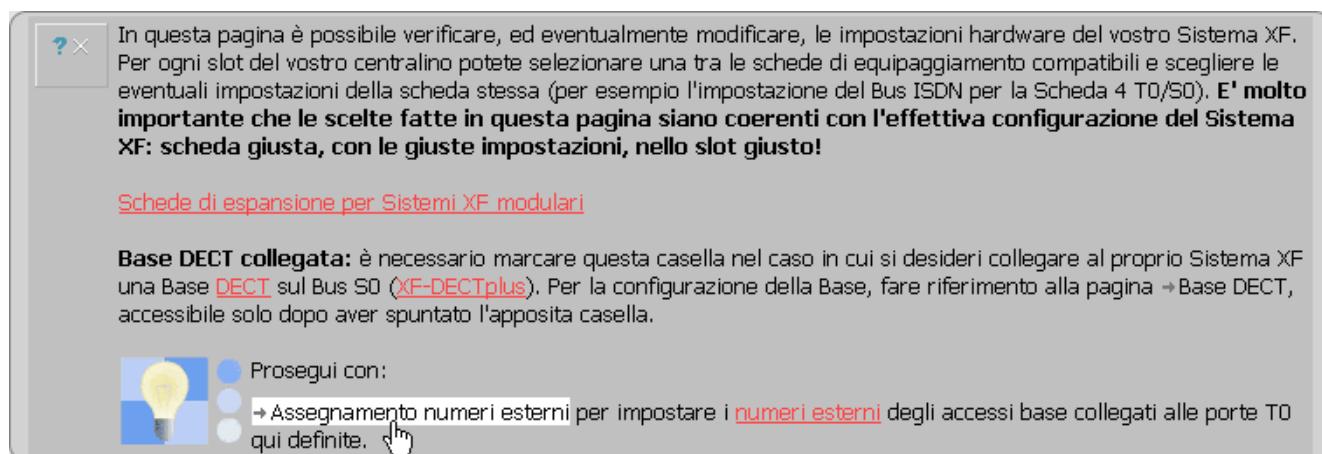 In questa pagina è possibile verificare, ed eventualmente modificare, le impostazioni hardware del vostro Sistema XF.
Per ogni slot del vostro centralino potete selezionare una tra le schede di equipaggiamento compatibili e scegliere le
eventuali impostazioni della scheda stessa (per esempio l'impostazione del Bus ISDN per la Scheda 4 T0/S0). E' molto
importante che le scelte fatte in questa pagina siano coerenti con l'effettiva configurazione del Sistema
XF: scheda giusta, con le giuste impostazioni, nello slot giusto!
Schede di espansione per Sistemi XF modulari
Base DECT collegata: è necessario marcare questa casella nel caso in cui si desideri collegare al proprio Sistema XF
una Base DECT sul Bus S0 (XF-DECTplus). Per la configurazione della Base, fare riferimento alla pagina →Base DECT,
accessibile solo dopo aver spuntato l'apposita casella.
Prosegui con:
→Assegnamento numeri esterni per impostare i numeri esterni degli accessi base collegati alle porte T0
qui definite.